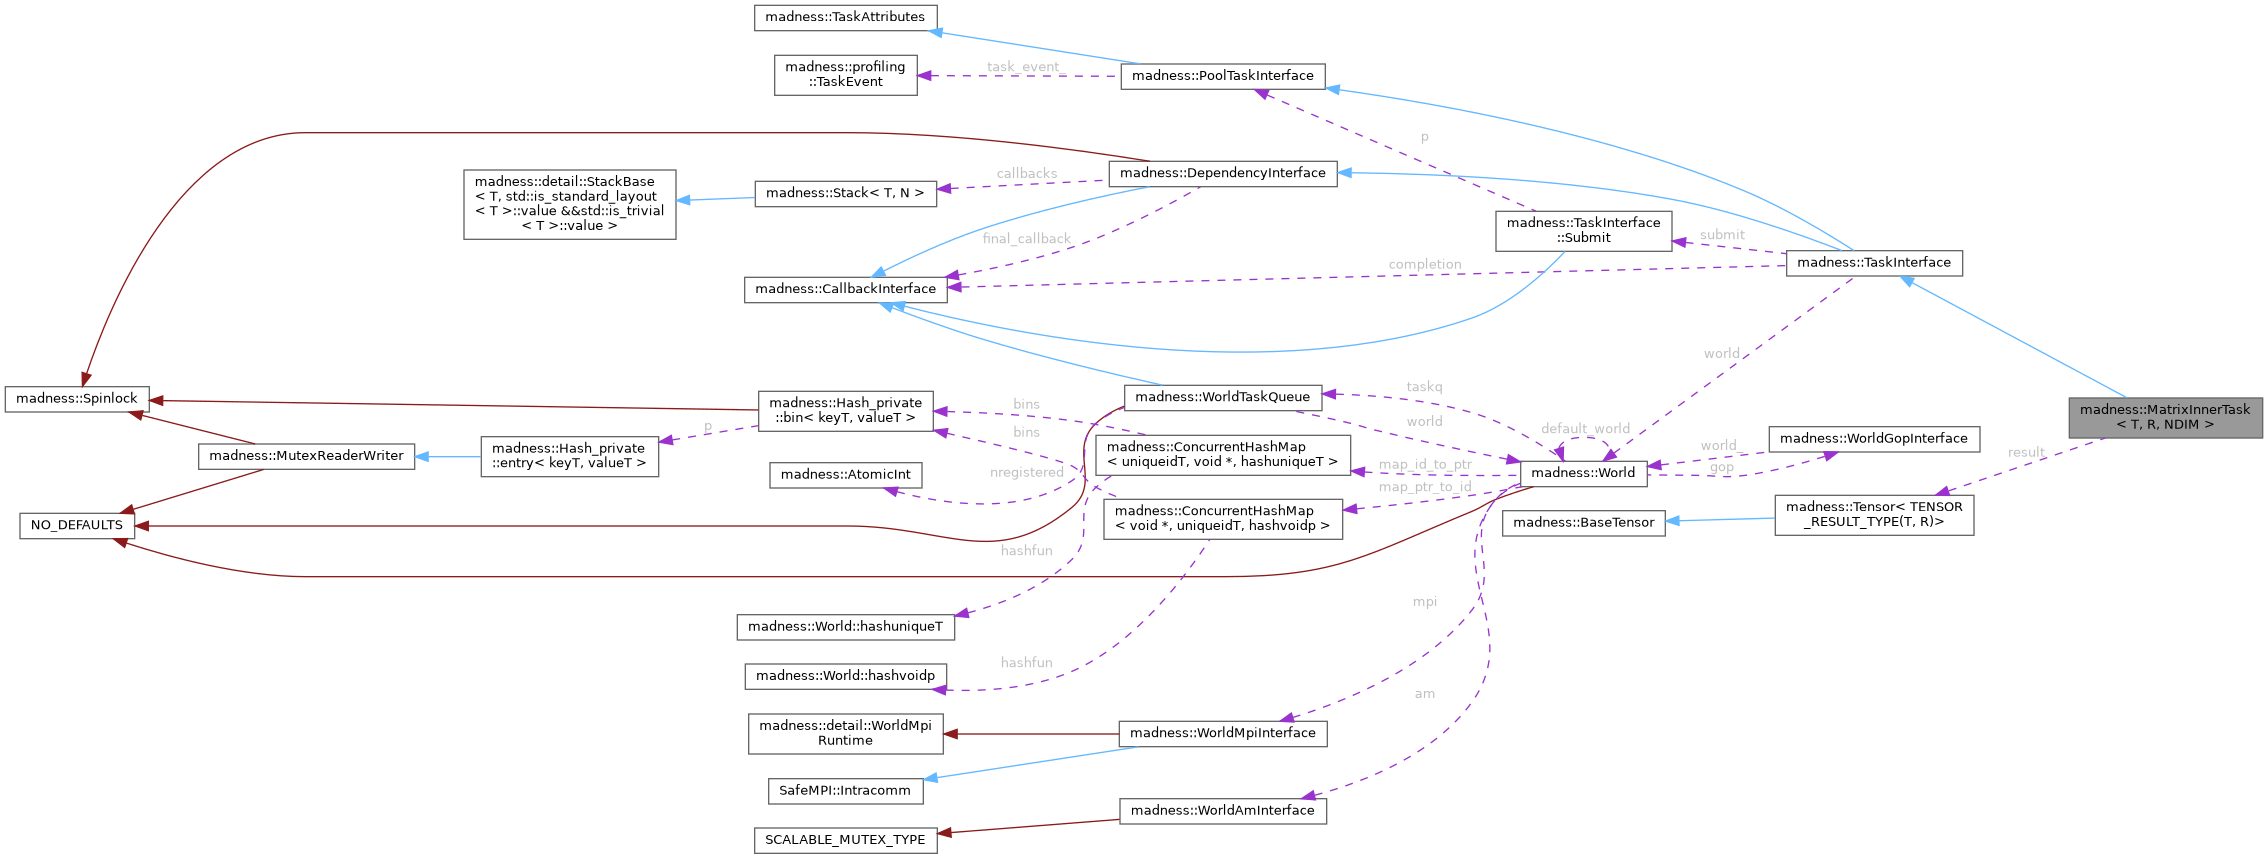 madness::TaskAttributes
madness::profiling
::TaskEvent
task_event_
madness::PoolTaskInterface
p
madness::DependencyInterface
callbacks
madness::Stack< T, N >
madness::detail::StackBase
< T, std::is_standard_layout
< T >::value &&std::is_trivial
< T >::value >
final_callback
madness::TaskInterface
::Submit
submit
madness::TaskInterface
completion
madness::CallbackInterface
world
madness::Spinlock
madness::Hash_private
::bin< keyT, valueT >
bins
bins
madness::WorldTaskQueue
taskq
world
default_world
madness::MatrixInnerTask
< T, R, NDIM >
madness::MutexReaderWriter
madness::Hash_private
::entry< keyT, valueT >
p
madness::AtomicInt
nregistered
madness::ConcurrentHashMap
< uniqueidT, void *, hashuniqueT >
map_id_to_ptr
map_ptr_to_id
madness::World
world_
gop
madness::WorldGopInterface
result
NO_DEFAULTS
madness::ConcurrentHashMap
< void *, uniqueidT, hashvoidp >
madness::BaseTensor
madness::Tensor< TENSOR
_RESULT_TYPE(T, R)>
hashfun
mpi
madness::World::hashuniqueT
hashfun
madness::World::hashvoidp
am
madness::detail::WorldMpi
Runtime
madness::WorldMpiInterface
SafeMPI::Intracomm
madness::WorldAmInterface
SCALABLE_MUTEX_TYPE